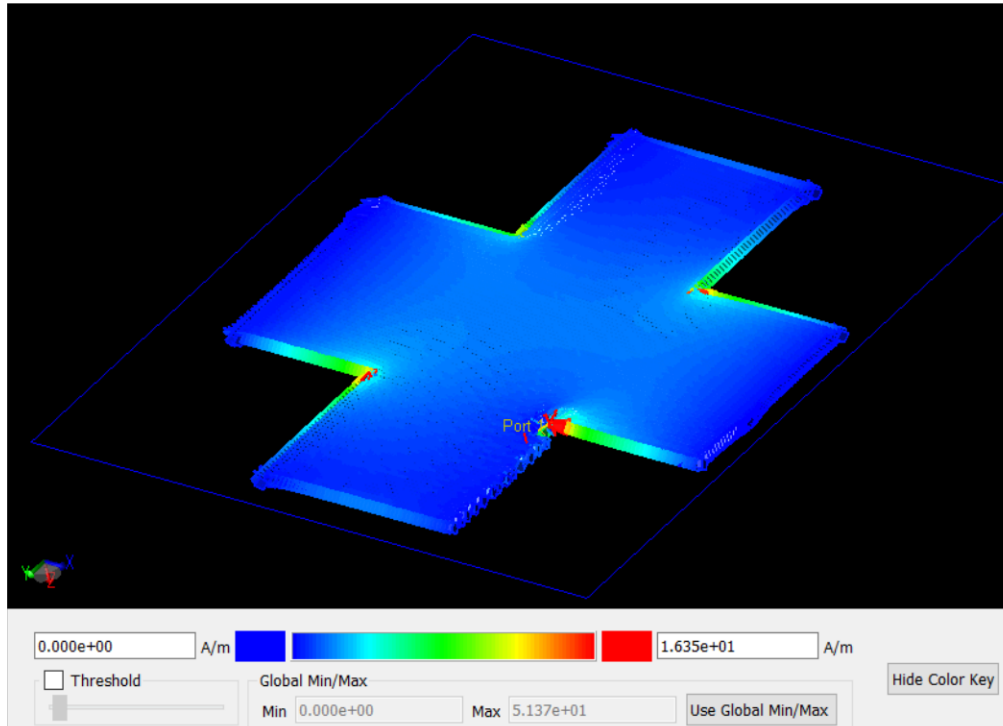 Port 1
Y X
Z
0.000e+00 A/m 1.635e+01 A/m
Threshold
Global Min/Max
Hide Color Key
Min 0.000e+00 Max 5.137e+01 Use Global Min/Max